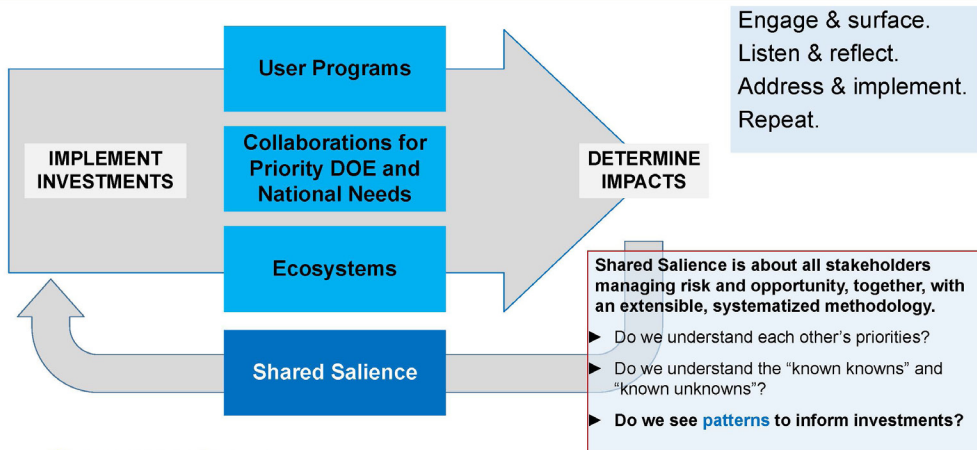 Engage & surface.
Listen & reflect.
Address & implement.
Repeat.
User Programs
Collaborations for
Priority DOE and
National Needs
Ecosystems
IMPLEMENT
INVESTMENTS
DETERMINE
IMPACTS
Shared Salience
Shared Salience is about all stakeholders
managing risk and opportunity, together, with
an extensible, systematized methodology.
► Do we understand each other’s priorities?
► Do we understand the “known knowns” and
“known unknowns”?
► Do we see patterns to inform investments?